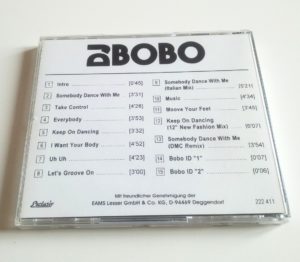 DJ BOBO
1 Intro [0'45]
2 Somebody Dance With Me [3'31]
3 Take Control [4'26]
4 Everybody [3'53]
5 Keep On Dancing [3'32]
6 I Want Your Body [4'52]
7 Uh Uh [4'23]
8 Let's Groove On [3'00]
9 Somebody Dance With Me
(Italian Mix) [5'21]
10 Music [4'34]
11 Moove Your Feet [3'45]
12 Keep On Dancing
(12" New Fashion Mix) [6'07]
13 Somebody Dance With Me
(DMC Remix) [3'54]
14 Bobo ID "1" [0'07]
15 Bobo ID "2" [0'06]
Mit freundlicher Genehmigung der
EAMS Lesser GmbH & Co. KG, D-94469 Deggendorf
222 411